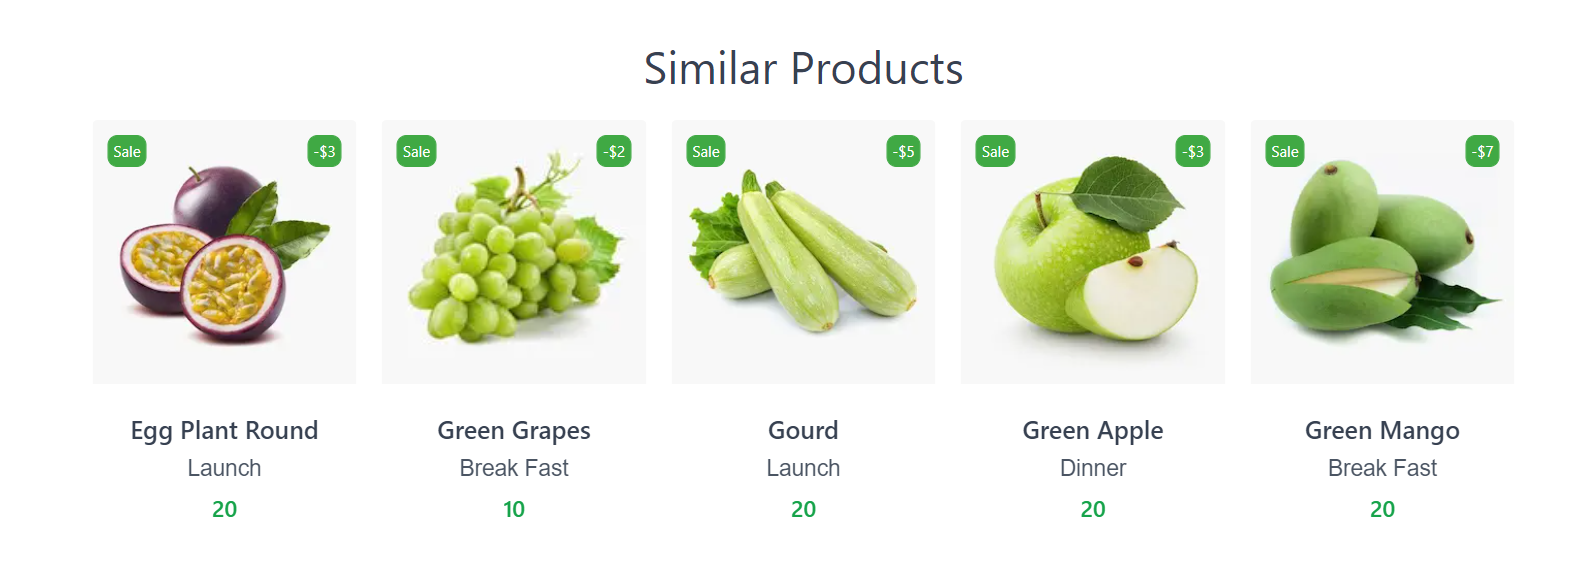 Similar Products
Sale -$3
Sale -$2
Sale -$5
Sale -$3
Sale -$7
Egg Plant Round
Launch
20
Green Grapes
Break Fast
10
Gourd
Launch
20
Green Apple
Dinner
20
Green Mango
Break Fast
20